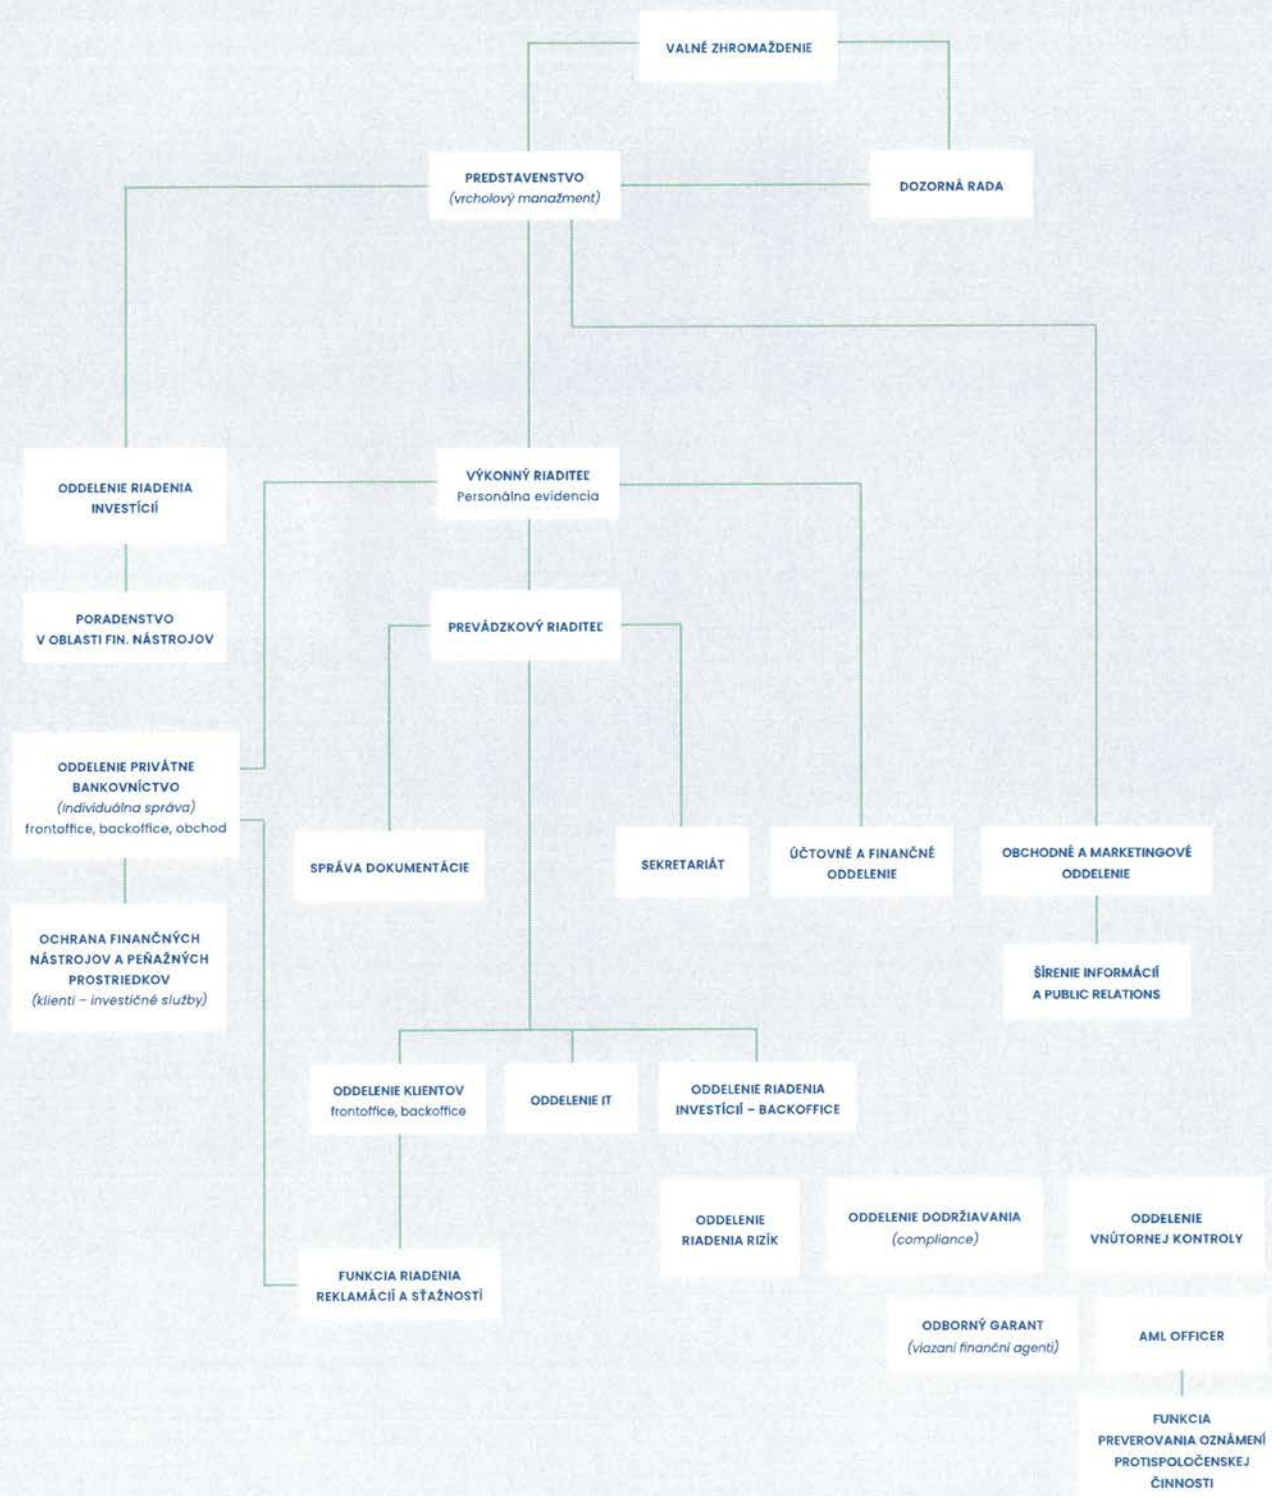 VALNÉ ZHROMAŽDENIE
PREDSTAVENSTVO
(vrcholový manažment)
DOZORNÁ RADA
ODDELENIE RIADENIA
INVESTÍCIÍ
VÝKONNÝ RIADITEĽ
Personálna evidencia
PORADENSTVO
V OBLASTI FIN. NÁSTROJOV
PREVÁDZKOVÝ RIADITEĽ
ODDELENIE PRIVÁTNE
BANKOVNÍCTVO
(Individuálna správa)
frontoffice, backoffice, obchod
SPRÁVA DOKUMENTÁCIE
SEKRETARIÁT
ÚČTOVNÉ A FINANČNÉ
ODDELENIE
OBCHODNÉ A MARKETINGOVÉ
ODDELENIE
OCHRANA FINANČNÝCH
NÁSTROJOV A PEŇAŽNÝCH
PROSTRIEDKOV
(klienti – investičné služby)
ŠÍRENIE INFORMÁCIÍ
A PUBLIC RELATIONS
ODDELENIE KLIENTOV
frontoffice, backoffice
ODDELENIE IT
ODDELENIE RIADENIA
INVESTÍCIÍ – BACKOFFICE
ODDELENIE
RIADENIA RIZÍK
ODDELENIE DODRŽIAVANIA
(compliance)
ODDELENIE
VNÚTORNEJ KONTROLY
FUNKCIA RIADENIA
REKLAMÁCIÍ A SŤAŽNOSTÍ
ODBORNÝ GARANT
(viazaní finanční agenti)
AML OFFICER
FUNKCIA
PREVEROVANIA OZNÁMENÍ
PROTISPOLOČENSKEJ
ČINNOSTI